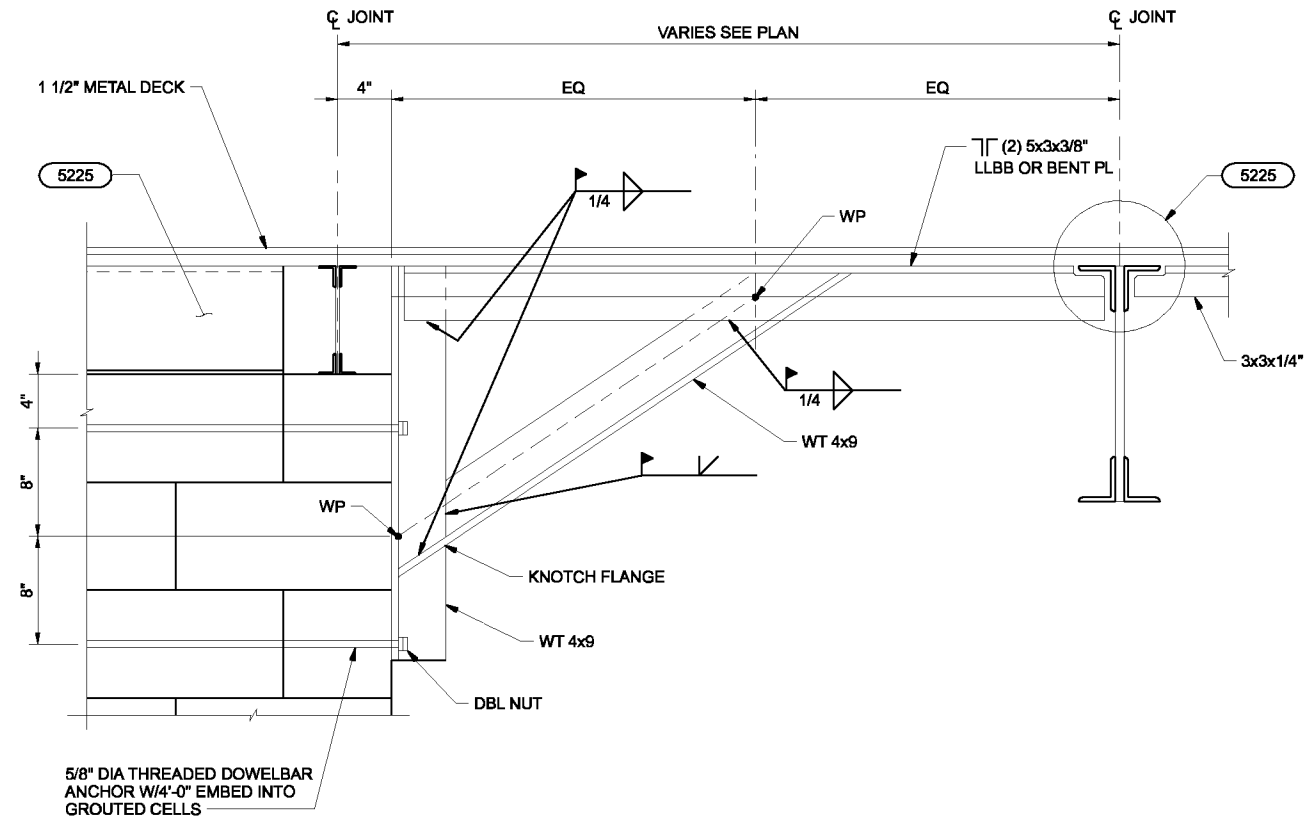 ℄ JOINT
℄ JOINT
VARIES SEE PLAN
1 1/2" METAL DECK
4"
EQ
EQ
(2) 5x3x3/8"
LLBB OR BENT PL
5225
5225
1/4
WP
3x3x1/4"
4"
1/4
WT 4x9
8"
WP
KNOTCH FLANGE
8"
WT 4x9
DBL NUT
5/8" DIA THREADED DOWELBAR
ANCHOR W/4'-0" EMBED INTO
GROUTED CELLS